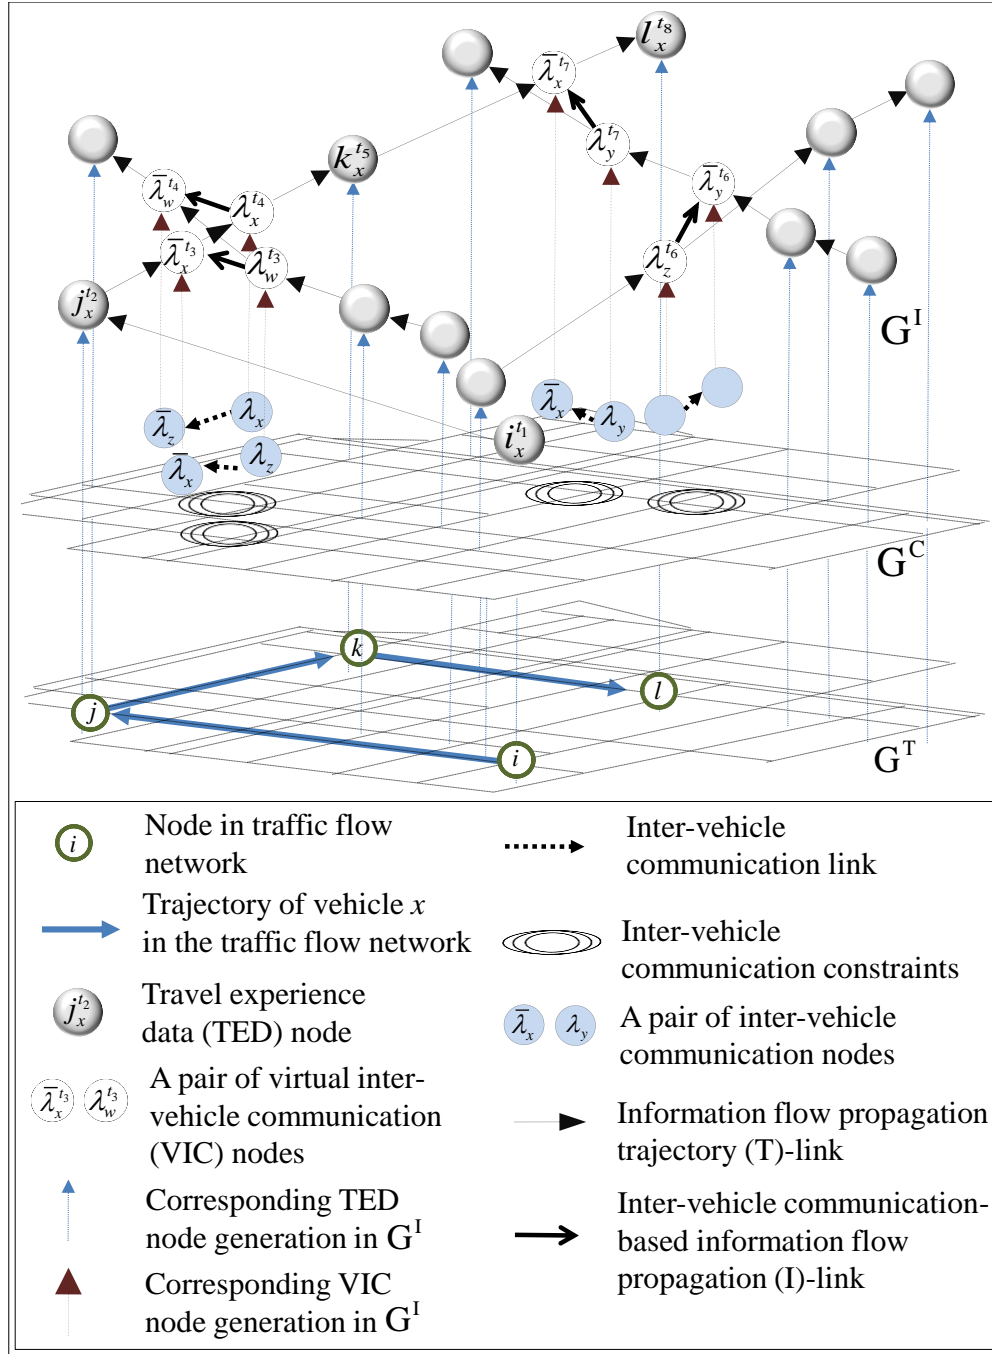 l_x^{t_8}
λ̄_x^{t_7}
λ_y^{t_7}
k_x^{t_5}
λ̄_w^{t_4}
λ_x^{t_4}
λ̄_y^{t_6}
λ̄_x^{t_3}
λ_w^{t_3}
λ_z^{t_6}
j_x^{t_2}
G^I
λ̄_x
λ_y
λ_x
λ̄_z
i_x^{t_1}
λ_z
λ̄_x
G^C
k
l
j
i
G^T
i
Node in traffic flow
network
Trajectory of vehicle x
in the traffic flow network
j_x^{t_2}
Travel experience
data (TED) node
λ̄_x^{t_3} λ_w^{t_3}
A pair of virtual inter-
vehicle communication
(VIC) nodes
Corresponding TED
node generation in G^I
Corresponding VIC
node generation in G^I
Inter-vehicle
communication link
Inter-vehicle
communication constraints
λ̄_x λ_y
A pair of inter-vehicle
communication nodes
Information flow propagation
trajectory (T)-link
Inter-vehicle communication-
based information flow
propagation (I)-link